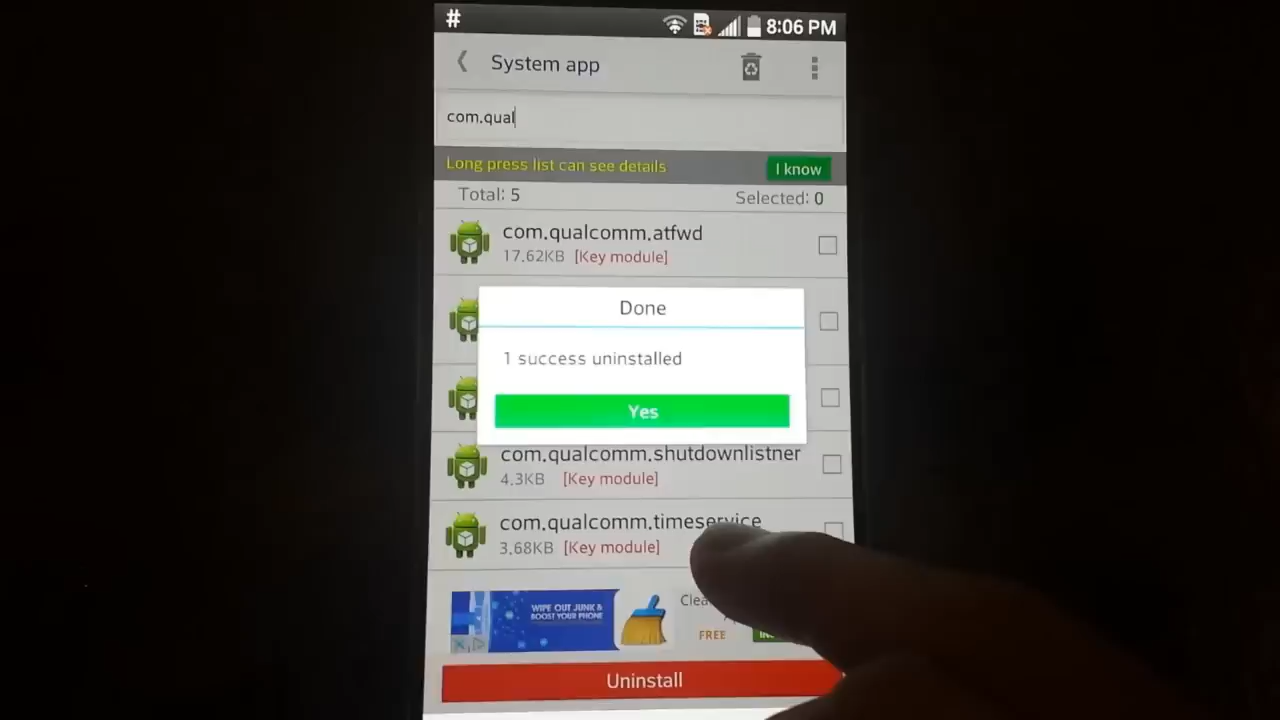 # 8:06 PM
System app
com.qual
Long press list can see details I know
Total: 5 Selected: 0
com.qualcomm.atfwd
17.62KB [Key module]
Done
1 success uninstalled
Yes
com.qualcomm.shutdownlistner
4.3KB [Key module]
com.qualcomm.timeservice
3.68KB [Key module]
WIPE OUT JUNK &
BOOST YOUR PHONE
FREE
Uninstall